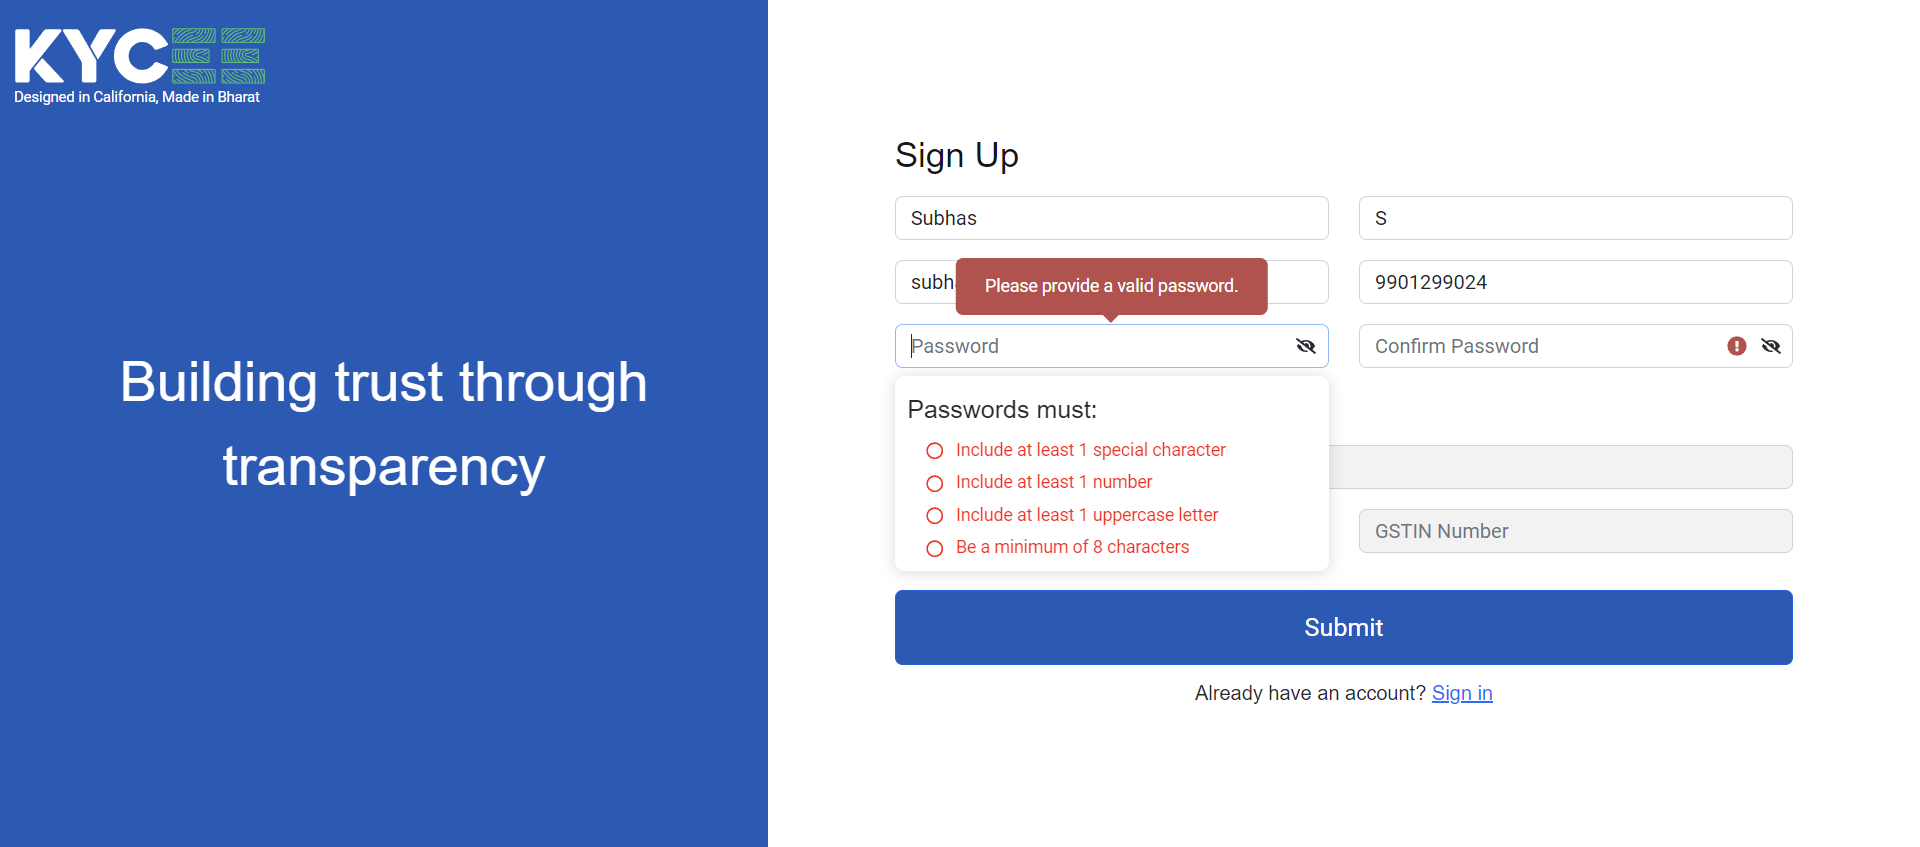 KYCEE
Designed in California, Made in Bharat
Building trust through
transparency
Sign Up
Subhas
S
subh
Please provide a valid password.
9901299024
Password
Confirm Password
Passwords must:
Include at least 1 special character
Include at least 1 number
Include at least 1 uppercase letter
Be a minimum of 8 characters
GSTIN Number
Submit
Already have an account? Sign in